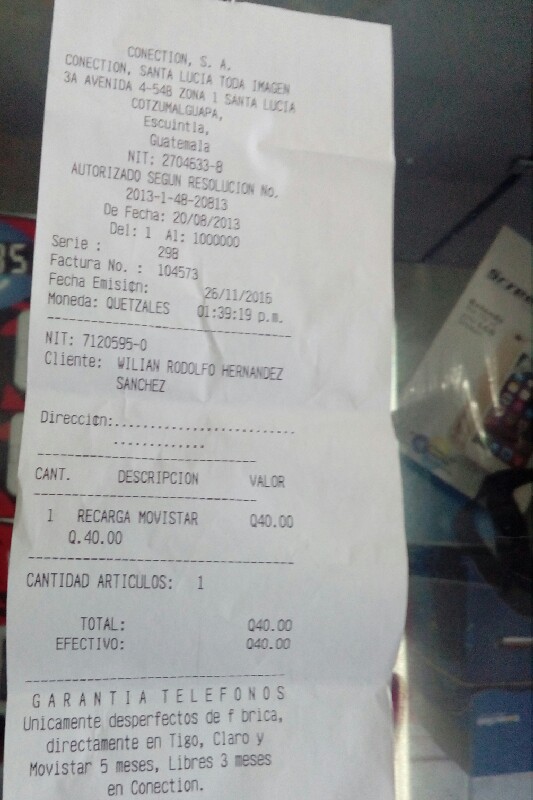 CONECTION, S. A.
CONECTION, SANTA LUCIA TODA IMAGEN
3A AVENIDA 4-54B ZONA 1 SANTA LUCIA
COTZUMALGUAPA,
Escuintla,
Guatemala
NIT: 2704633-8
AUTORIZADO SEGUN RESOLUCION No.
2013-1-48-20813
De Fecha: 20/08/2013
Del: 1 Al: 1000000
Serie : 298
Factura No. : 104573
Fecha Emisi¢n: 26/11/2016
Moneda: QUETZALES 01:39:19 p.m.
NIT: 7120595-0
Cliente: WILIAN RODOLFO HERNANDEZ
SANCHEZ
Direcci¢n:...........................
.............
CANT. DESCRIPCION VALOR
1 RECARGA MOVISTAR Q40.00
Q.40.00
CANTIDAD ARTICULOS: 1
TOTAL: Q40.00
EFECTIVO: Q40.00
G A R A N T I A T E L E F O N O S
Unicamente desperfectos de f brica,
directamente en Tigo, Claro y
Movistar 5 meses, Libres 3 meses
en Conection.
35
Scree